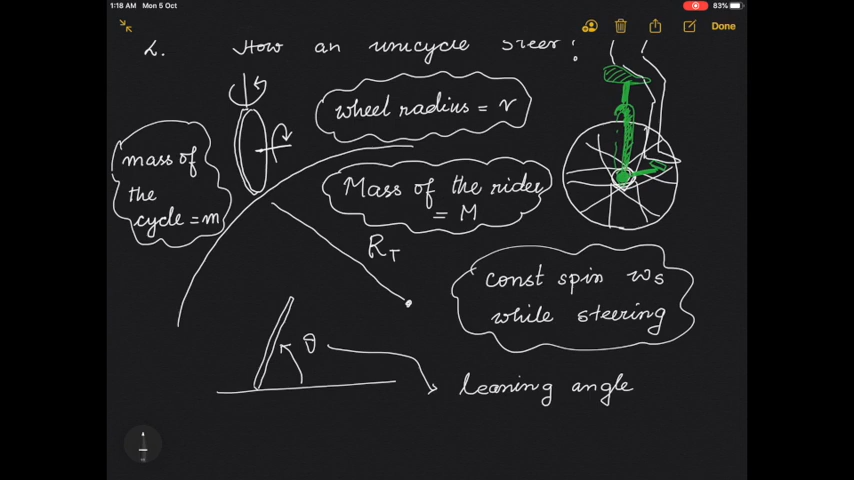 1:18 AM Mon 5 Oct
83%
Done
2. How an unicycle steer?
wheel radius = r
mass of
the
cycle = m
Mass of the rider
= M
R_T
const spin ws
while steering
θ
leaning angle